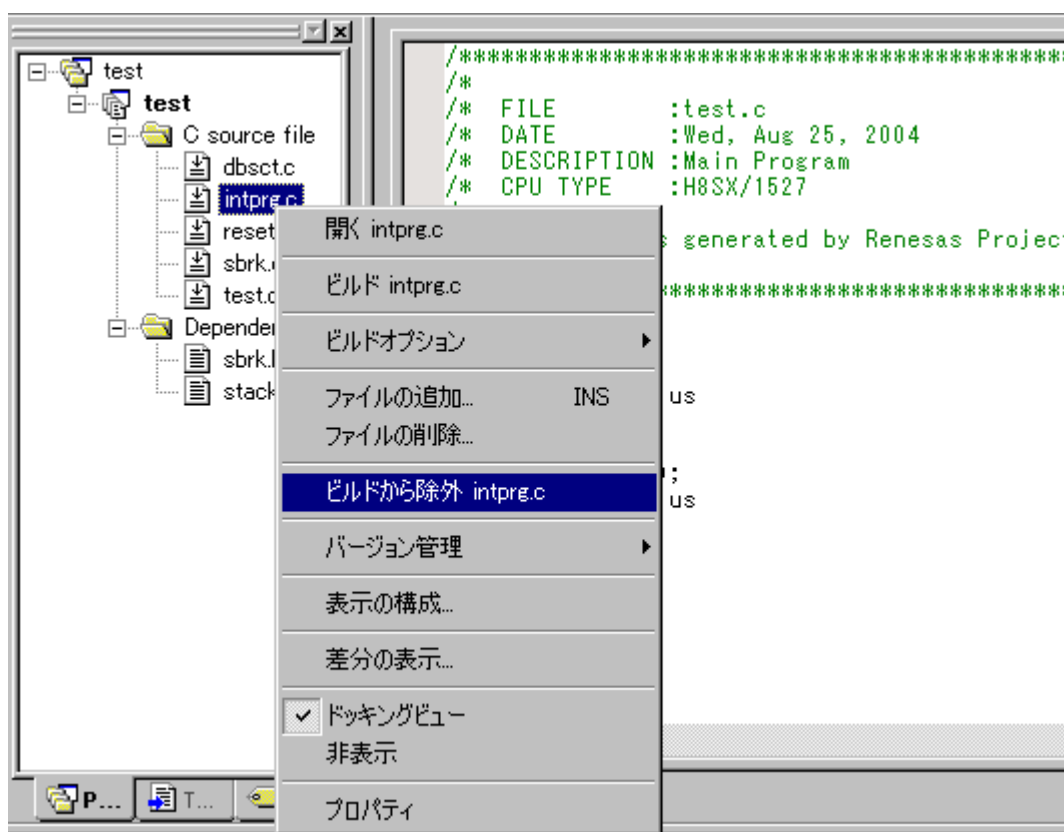 test
test
C source file
dbsct.c
intprg.c
reset
sbrk.
test.c
Depende
sbrk.
stack
P...
T...
/************************************************
/*
/* FILE :test.c
/* DATE :Wed, Aug 25, 2004
/* DESCRIPTION :Main Program
/* CPU TYPE :H8SX/1527
generated by Renesas Projec
************************************
us
;
us
開く intprg.c
ビルド intprg.c
ビルドオプション
ファイルの追加... INS
ファイルの削除...
ビルドから除外 intprg.c
バージョン管理
表示の構成...
差分の表示...
ドッキングビュー
非表示
プロパティ